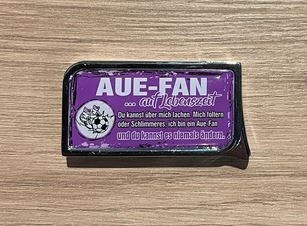 AUE-FAN
... auf Lebenszeit
Du kannst über mich lachen. Mich foltern
oder Schlimmeres, ich bin ein Aue-Fan
und du kannst es niemals ändern.